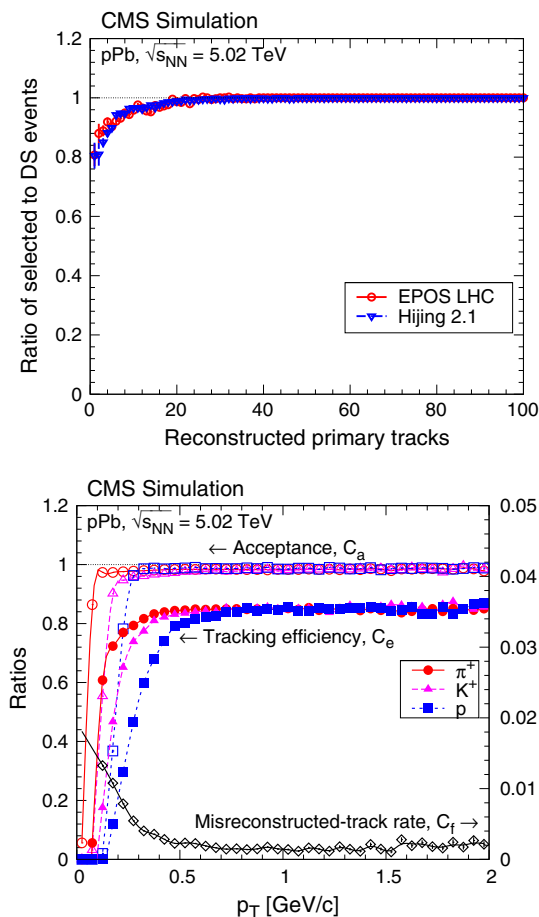 CMS Simulation
pPb, √sNN = 5.02 TeV
1.2
1
0.8
0.6
0.4
0.2
0
Ratio of selected to DS events
EPOS LHC
Hijing 2.1
0 20 40 60 80 100
Reconstructed primary tracks
CMS Simulation
pPb, √sNN = 5.02 TeV
1.2
1
0.8
0.6
0.4
0.2
0
Ratios
← Acceptance, Ca
← Tracking efficiency, Ce
π+
K+
p
Misreconstructed-track rate, Cf →
0.05
0.04
0.03
0.02
0.01
0
0 0.5 1 1.5 2
pT [GeV/c]